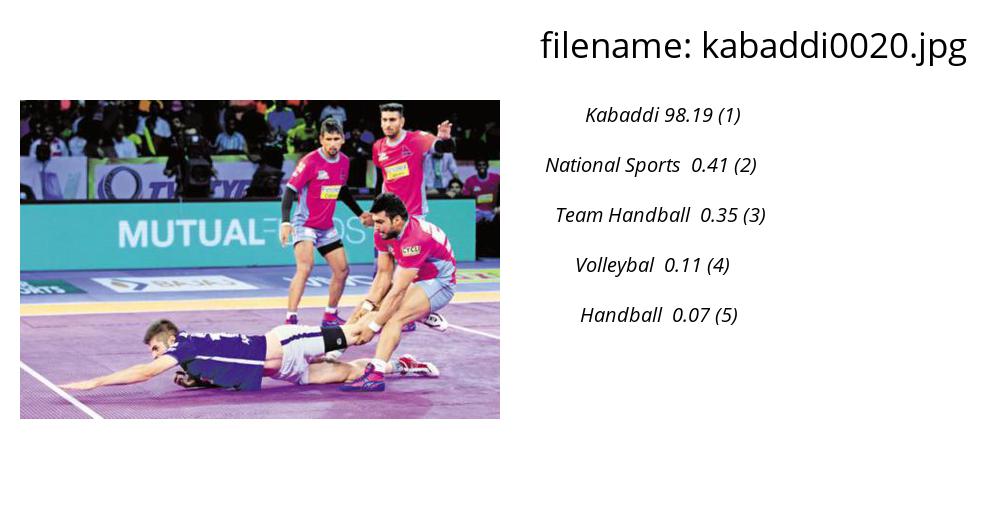 filename: kabaddi0020.jpg
Kabaddi 98.19 (1)
National Sports 0.41 (2)
Team Handball 0.35 (3)
Volleybal 0.11 (4)
Handball 0.07 (5)
MUTUAL
BAJAJ